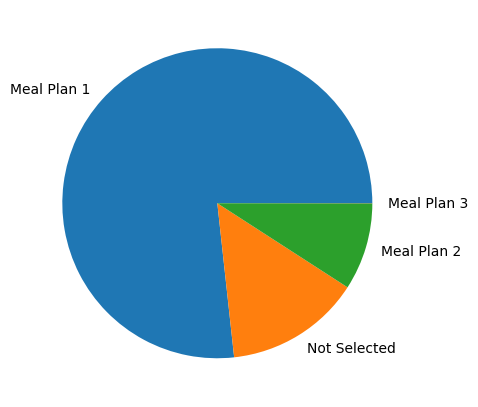 Meal Plan 1
Meal Plan 3
Meal Plan 2
Not Selected